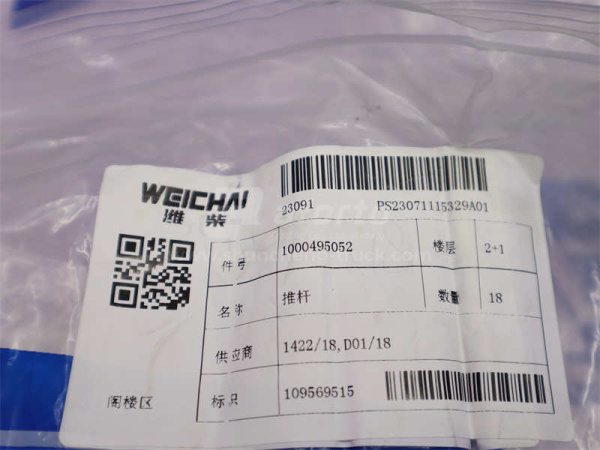 WEICHAI
潍柴
23091 PS23071115329A01
件号 1000495052 楼层 2+1
名称 推杆 数量 18
供应商 1422/18,D01/18
阁楼区 标识 109569515